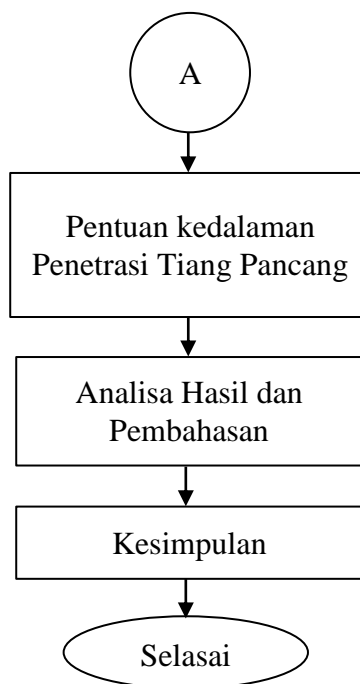 A
Pentuan kedalaman
Penetrasi Tiang Pancang
Analisa Hasil dan
Pembahasan
Kesimpulan
Selasai